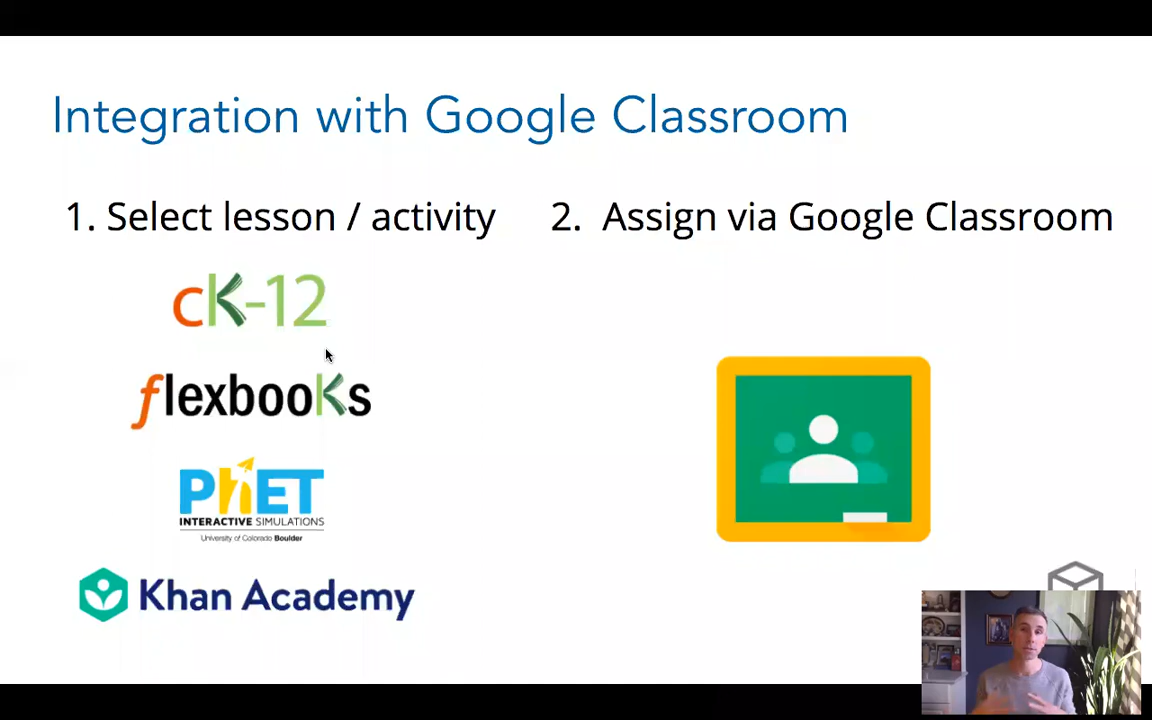 Integration with Google Classroom
1. Select lesson / activity
2. Assign via Google Classroom
cK-12
flexbooks
PhET
INTERACTIVE SIMULATIONS
University of Colorado Boulder
Khan Academy